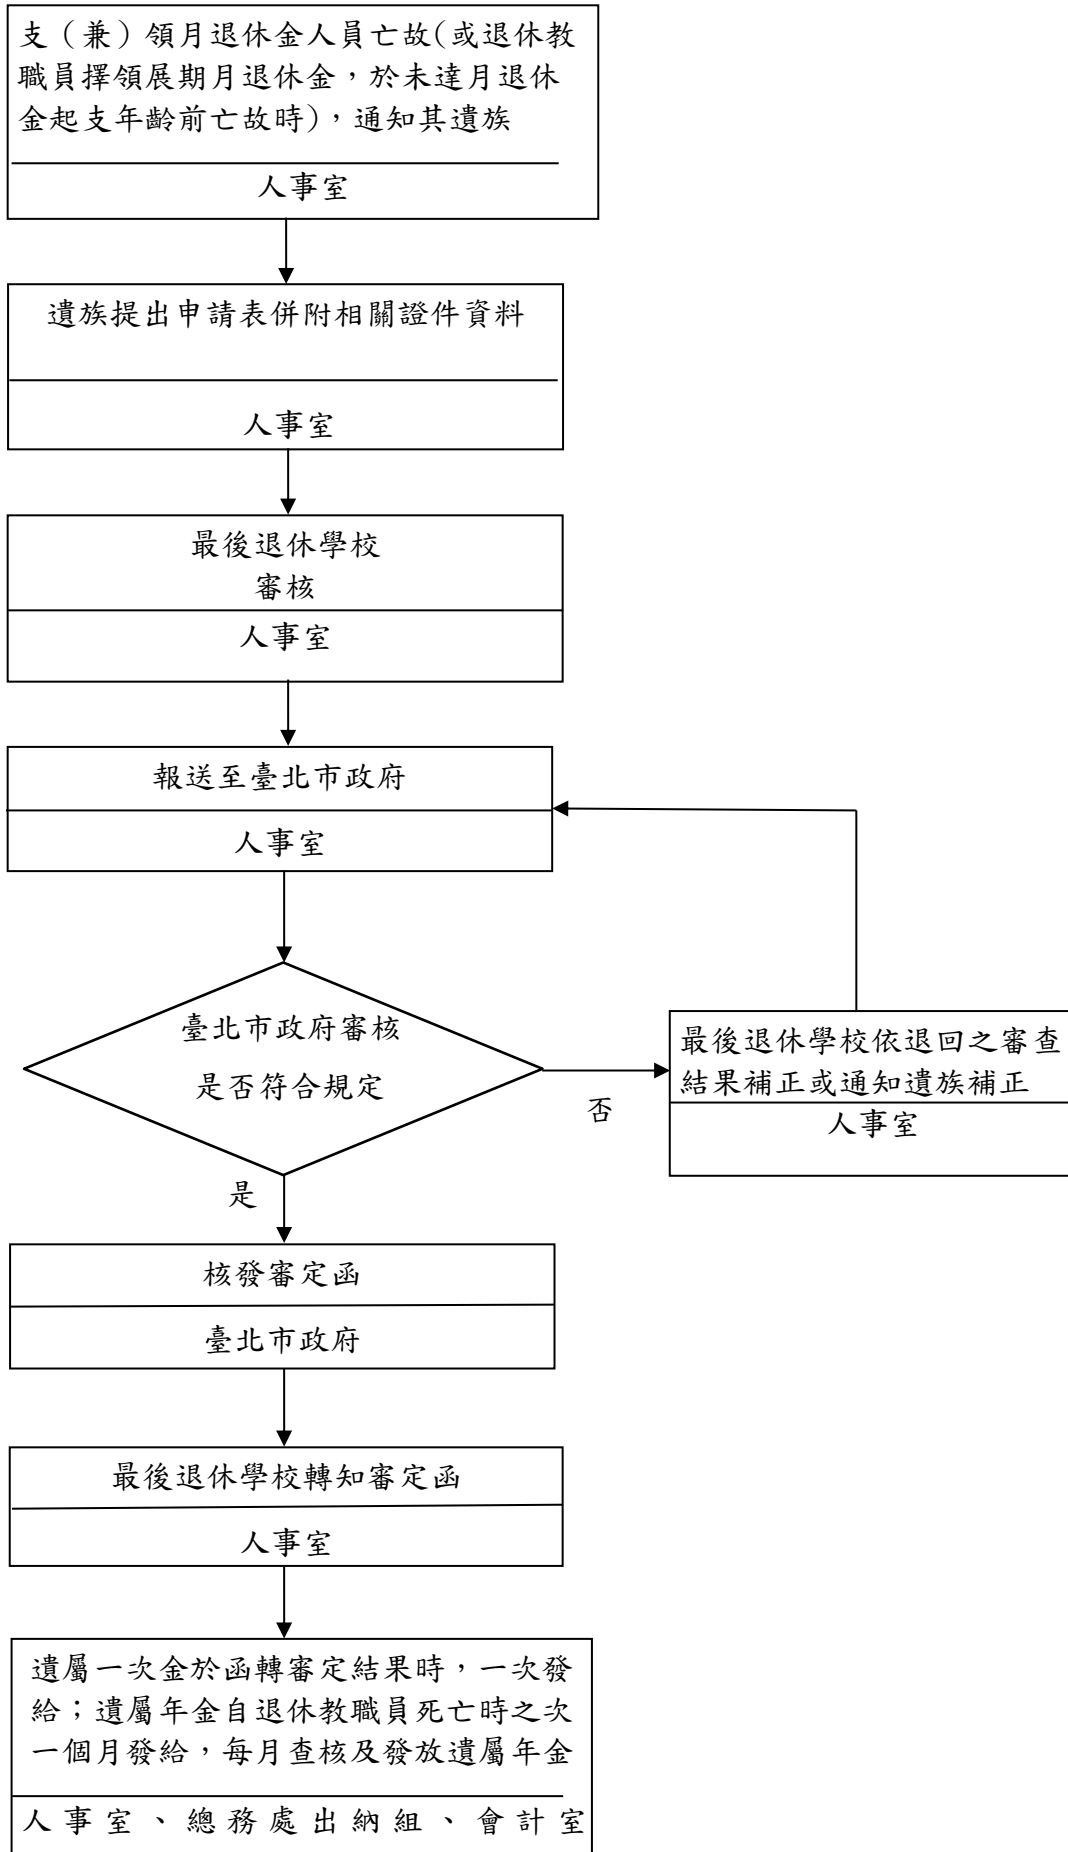 支（兼）領月退休金人員亡故(或退休教
職員擇領展期月退休金，於未達月退休
金起支年齡前亡故時)，通知其遺族
人事室
遺族提出申請表併附相關證件資料
人事室
最後退休學校
審核
人事室
報送至臺北市政府
人事室
臺北市政府審核
是否符合規定
否
最後退休學校依退回之審查
結果補正或通知遺族補正
人事室
是
核發審定函
臺北市政府
最後退休學校轉知審定函
人事室
遺屬一次金於函轉審定結果時，一次發
給；遺屬年金自退休教職員死亡時之次
一個月發給，每月查核及發放遺屬年金
人事室、總務處出納組、會計室